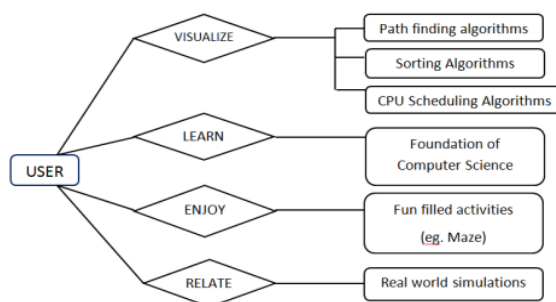 VISUALIZE
Path finding algorithms
Sorting Algorithms
CPU Scheduling Algorithms
LEARN
Foundation of
Computer Science
USER
ENJOY
Fun filled activities
(eg. Maze)
RELATE
Real world simulations